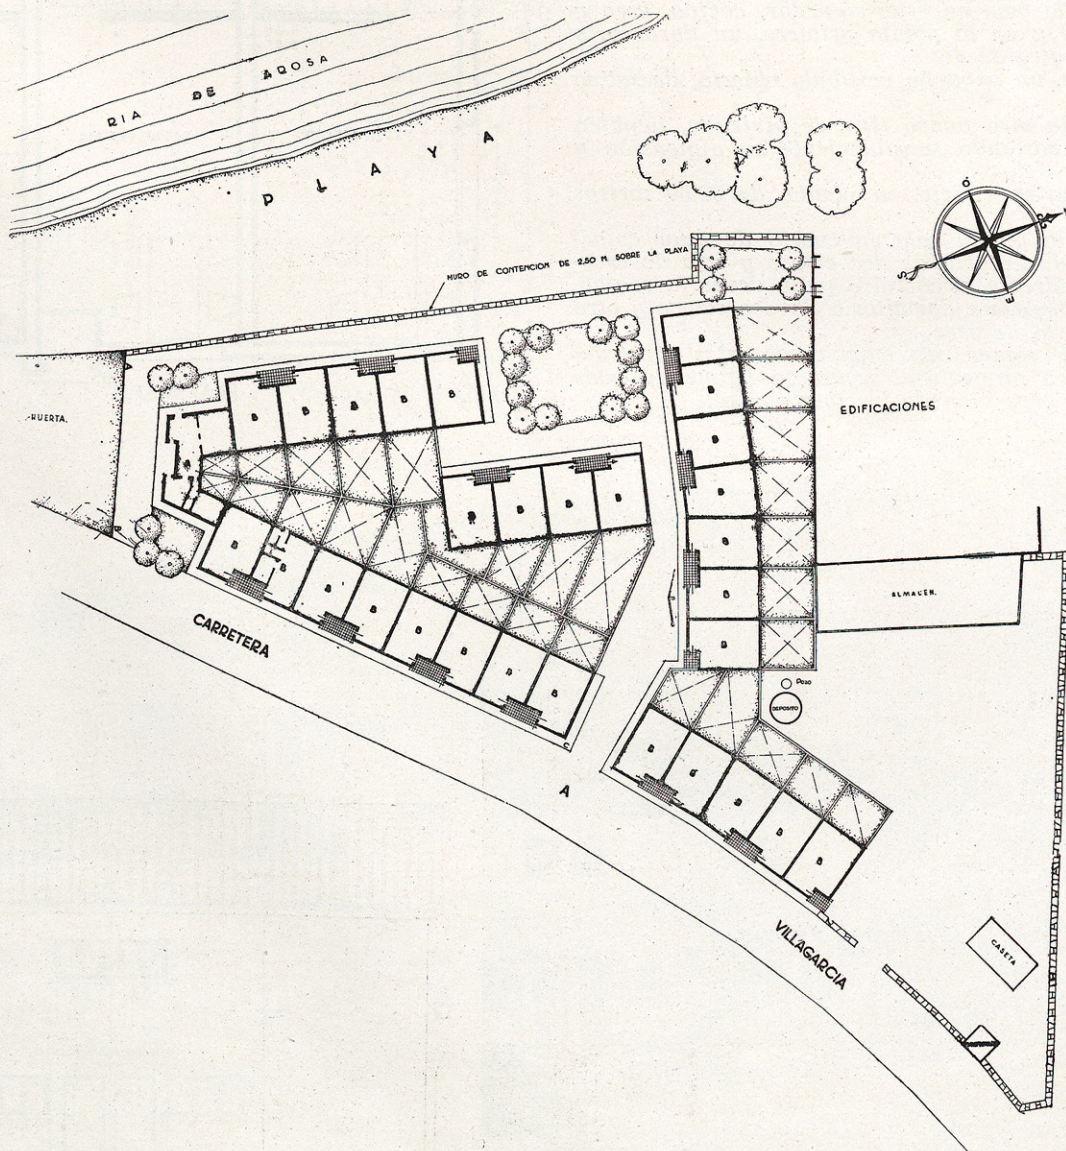 RIA DE AROSA
PLAYA
MURO DE CONTENCION DE 2,50 M. SOBRE LA PLAYA
O
S
E
HUERTA.
B B B B B
B B B B
B B B B B B B
EDIFICACIONES
ALMACEN.
A
B B B B B B B B
CARRETERA
A
VILLAGARCIA
POZO
DEPOSITO
B B B B B
C
CASETA